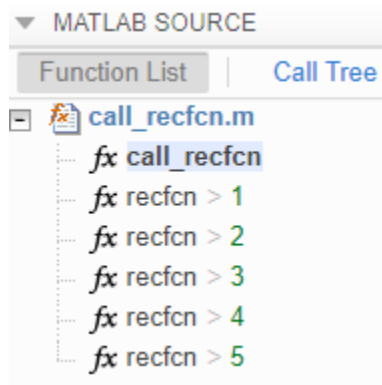 MATLAB SOURCE
Function List Call Tree
call_recfcn.m
fx call_recfcn
fx recfcn > 1
fx recfcn > 2
fx recfcn > 3
fx recfcn > 4
fx recfcn > 5